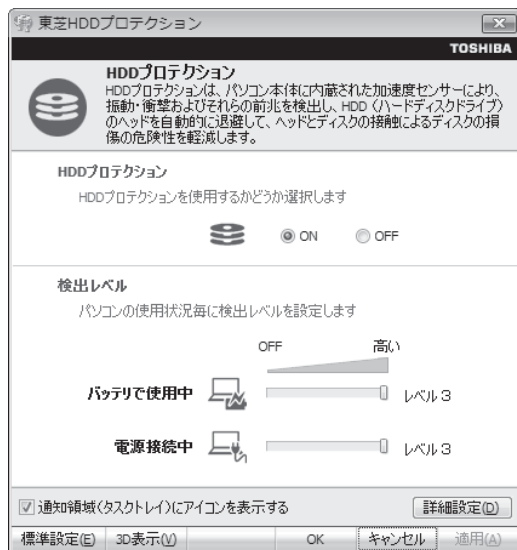 東芝HDDプロテクション
TOSHIBA
HDDプロテクション
HDDプロテクションは、パソコン本体に内蔵された加速度センサーにより、
振動・衝撃およびそれらの前兆を検出し、HDD (ハードディスクドライブ)
のヘッドを自動的に退避して、ヘッドとディスクの接触によるディスクの損
傷の危険性を軽減します。
HDDプロテクション
HDDプロテクションを使用するかどうか選択します
ON OFF
検出レベル
パソコンの使用状況毎に検出レベルを設定します
OFF 高い
バッテリで使用中 レベル 3
電源接続中 レベル 3
通知領域(タスクトレイ)にアイコンを表示する 詳細設定(D)
標準設定(E) 3D表示(V) OK キャンセル 適用(A)